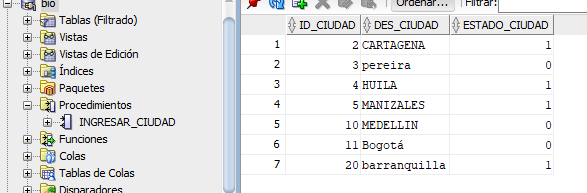 bio
Tablas (Filtrado)
Vistas
Vistas de Edición
Índices
Paquetes
Procedimientos
INGRESAR_CIUDAD
Funciones
Colas
Tablas de Colas
Disparadores
Ordenar...
Filtrar:
ID_CIUDAD DES_CIUDAD ESTADO_CIUDAD
1 2 CARTAGENA 1
2 3 pereira 0
3 4 HUILA 1
4 5 MANIZALES 1
5 10 MEDELLIN 0
6 11 Bogotá 0
7 20 barranquilla 1